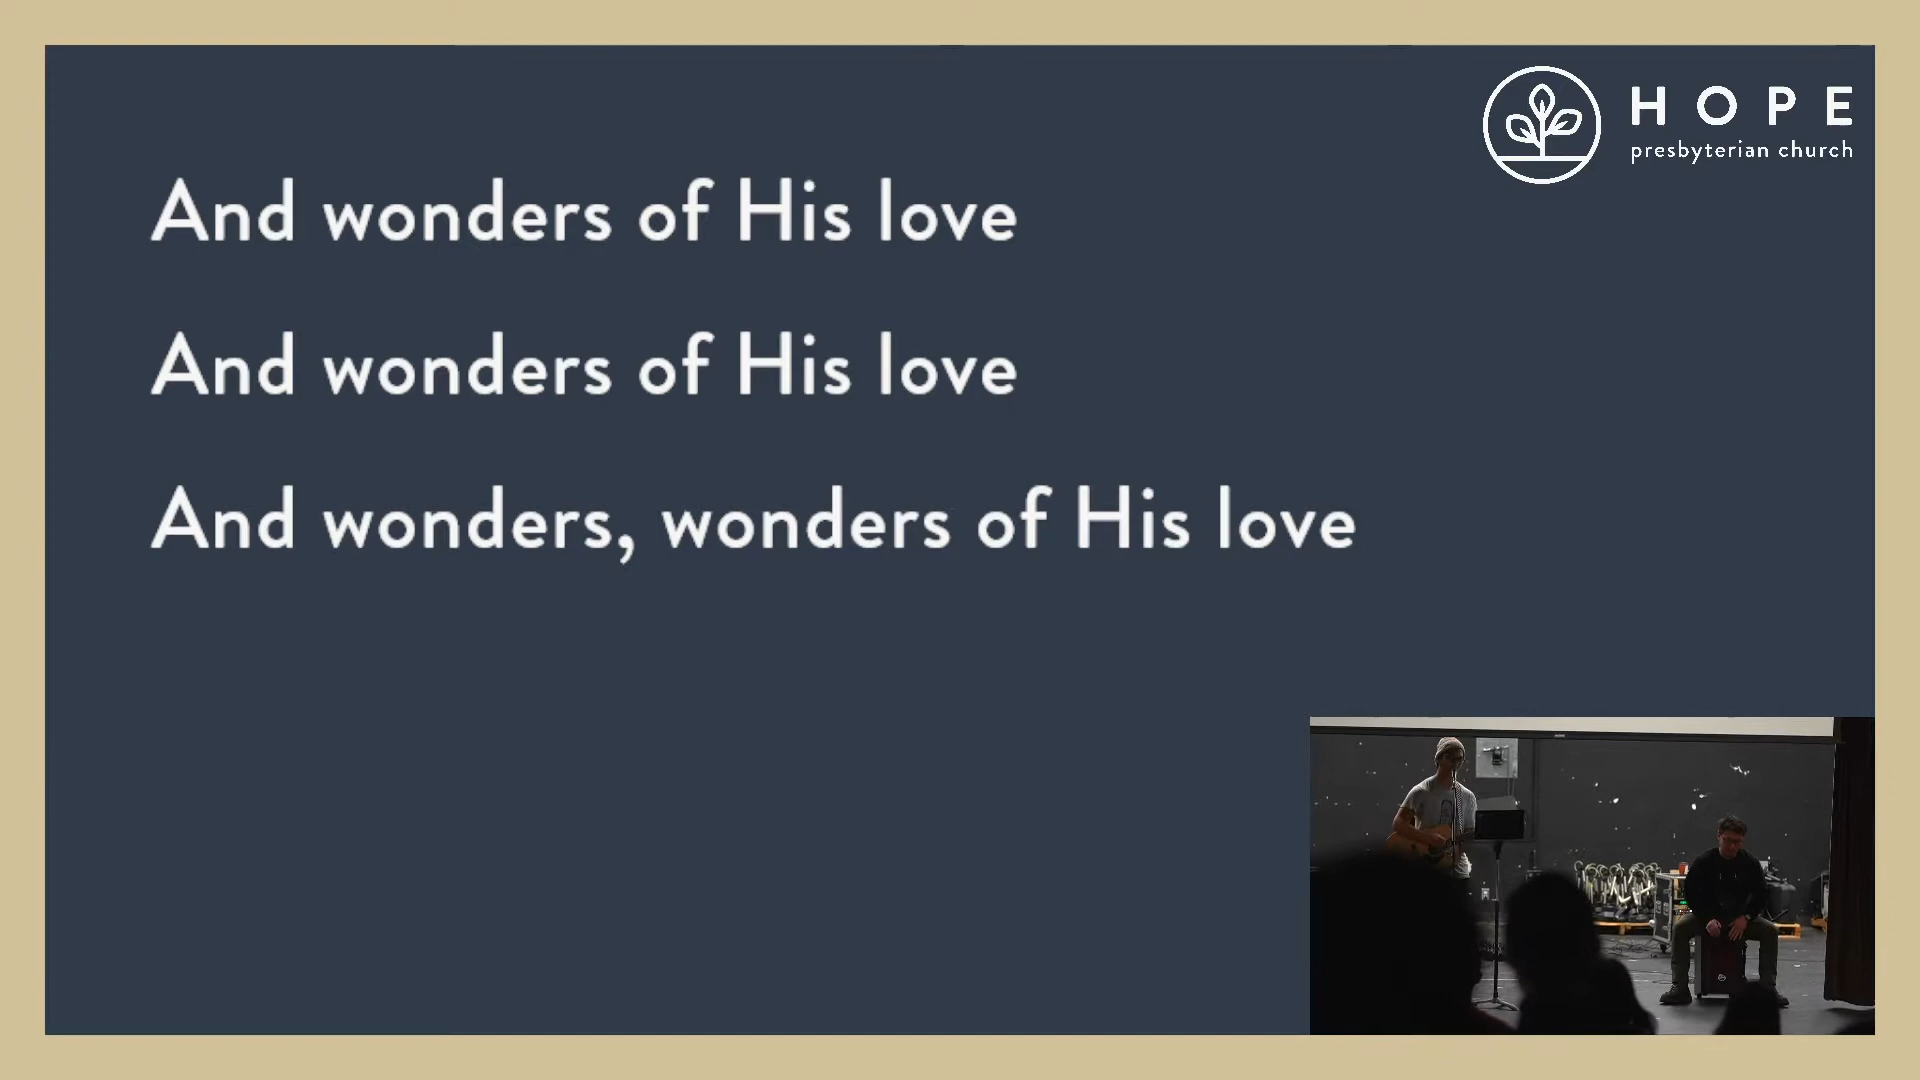 HOPE
presbyterian church
And wonders of His love
And wonders of His love
And wonders, wonders of His love